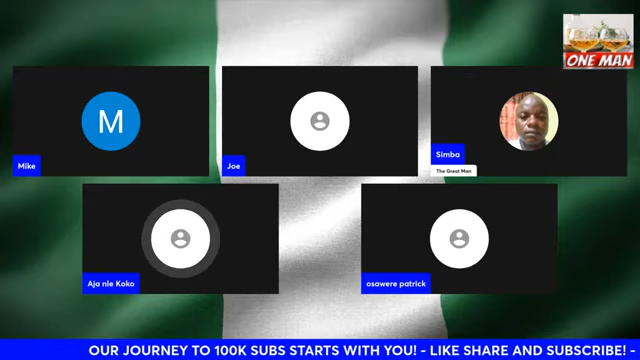 ONE MAN
M
Mike
Joe
Simba
The Great Man
Aja nle Koko
osawere patrick
OUR JOURNEY TO 100K SUBS STARTS WITH YOU! - LIKE SHARE AND SUBSCRIBE! -